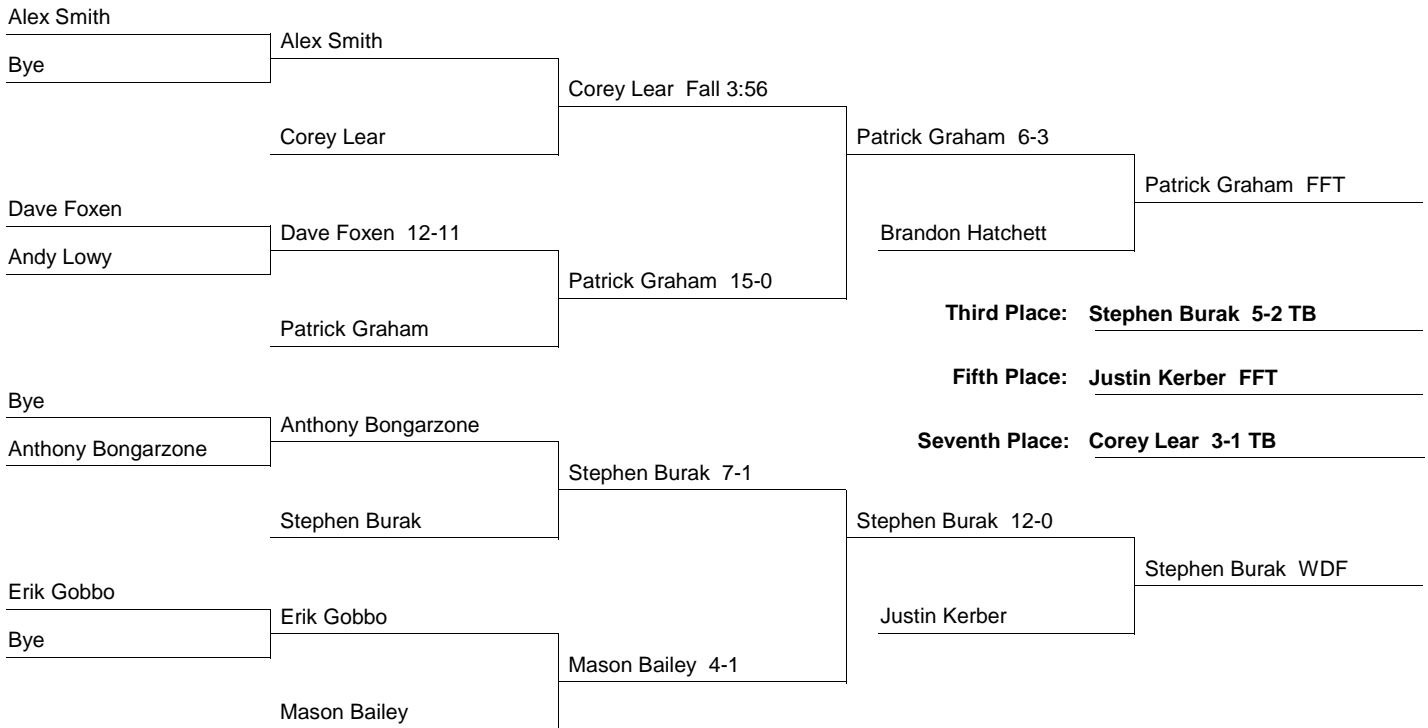 Alex Smith
Bye
Alex Smith
Corey Lear
Corey Lear  Fall 3:56
Dave Foxen
Andy Lowy
Dave Foxen  12-11
Patrick Graham
Patrick Graham  15-0
Patrick Graham  6-3
Brandon Hatchett
Patrick Graham  FFT
Third Place: Stephen Burak  5-2 TB
Fifth Place: Justin Kerber  FFT
Seventh Place: Corey Lear  3-1 TB
Bye
Anthony Bongarzone
Anthony Bongarzone
Stephen Burak
Stephen Burak  7-1
Erik Gobbo
Bye
Erik Gobbo
Mason Bailey
Mason Bailey  4-1
Stephen Burak  12-0
Justin Kerber
Stephen Burak  WDF